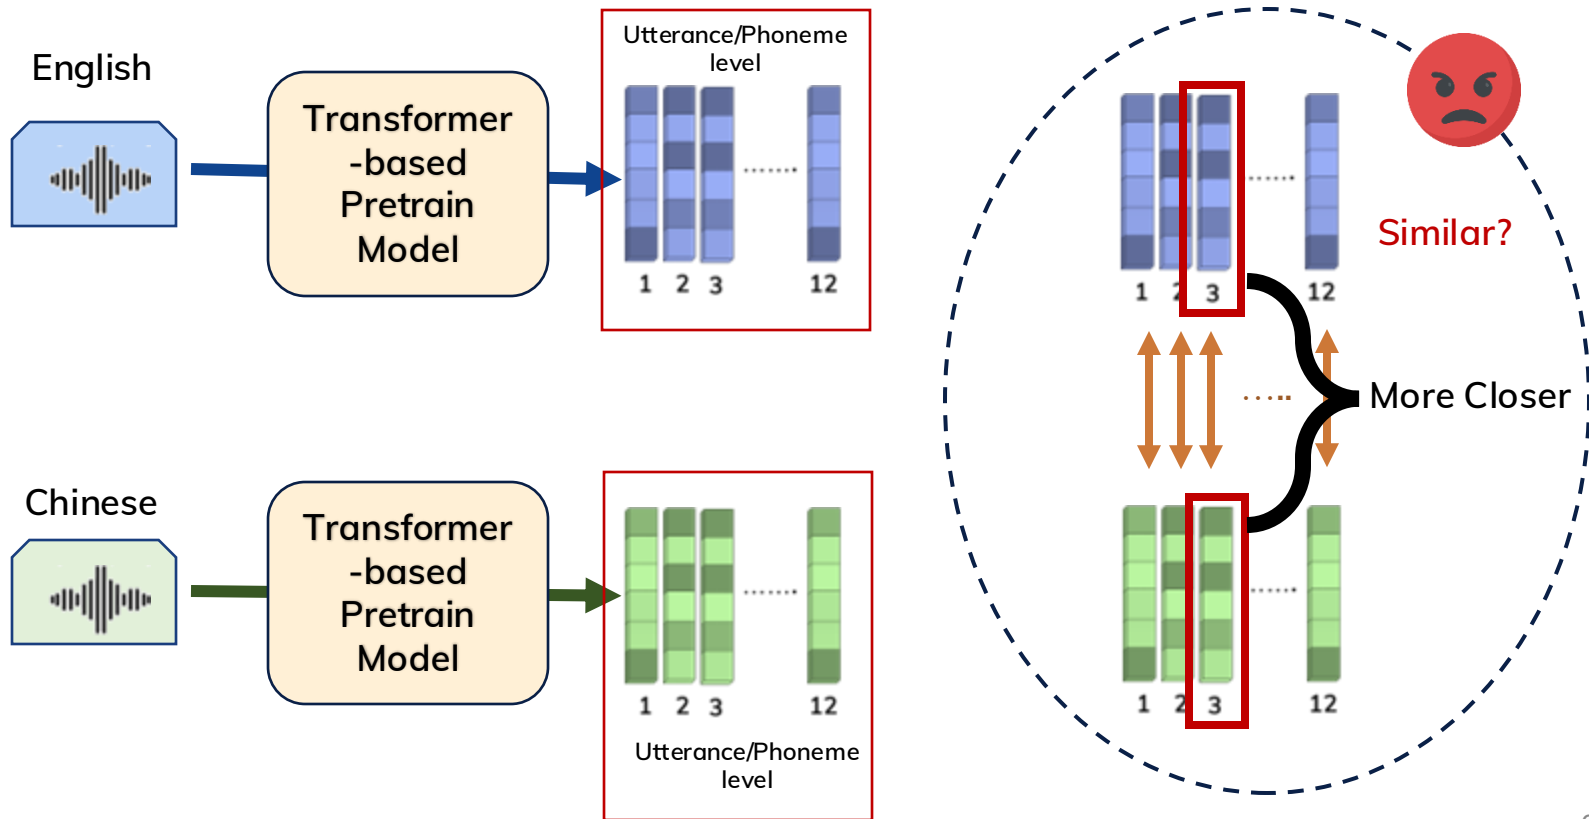 English
Transformer
-based
Pretrain
Model
Utterance/Phoneme
level
1 2 3 ....... 12
Chinese
Transformer
-based
Pretrain
Model
1 2 3 ....... 12
Utterance/Phoneme
level
Similar?
1 2 3 ...... 12
More Closer
1 2 3 ...... 12